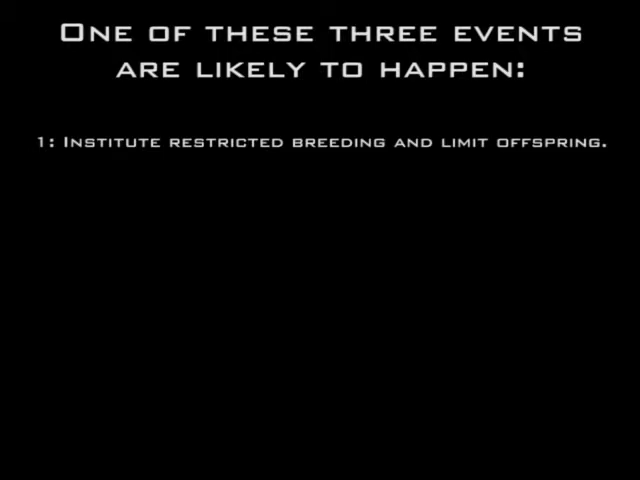 One of these three events
are likely to happen:
1: Institute restricted breeding and limit offspring.